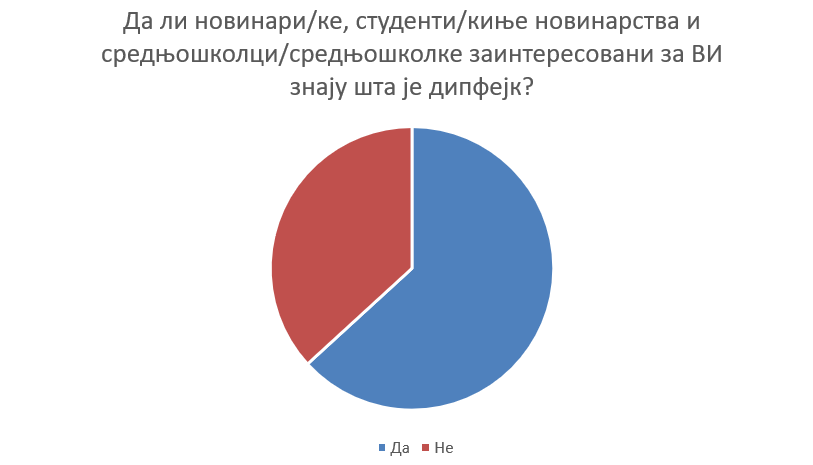 Да ли новинари/ке, студенти/киње новинарства и
средњошколци/средњошколке заинтересовани за ВИ
знају шта је дипфејк?
Да Не